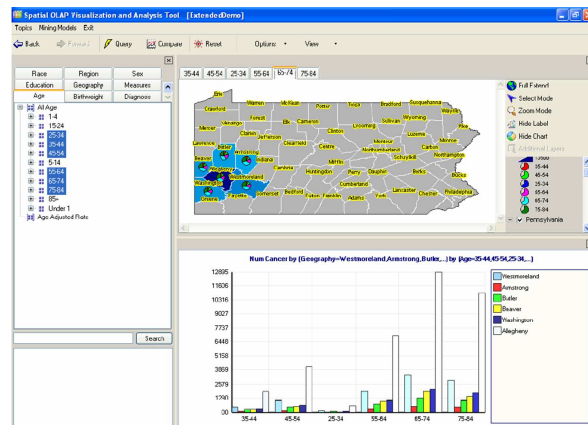 Spatial OLAP Visualization and Analysis Tool [ExtendedDemo]
Topics Mining Models Exit
Back Forward Query Compare Reset Options View
Race Region Sex
Education Geography Measures
Age Birthweight Diagnosis
All Age
1-4
15-24
25-34
35-44
45-54
5-14
55-64
65-74
75-84
85+
Under 1
Age Adjusted Rate
Search
35-44 45-54 25-34 55-64 65-74 75-84
Erie
Warren McKean Potter Tioga Bradford Susquehanna
Wayne
Crawford
Forest Elk Cameron Sullivan Wyoming
Mercer Venango Clinton Lycoming
Clarion Jefferson Luzerne Monroe
Lawrence Clearfield Centre Montour Carbon
Butler Armstrong Northumberland
Beaver Indiana Schuylkill Northampton
Mifflin
Cambria Huntingdon Perry Dauphin Berks Bucks
Westmoreland
Washington Cumberland Lancaster
Greene Fayette Somerset Bedford Fulton Franklin Adams York Chester Philadelphia
Full Extend
Select Mode
Zoom Mode
Hide Label
Hide Chart
Additional Layers
35-44
45-54
25-34
55-64
65-74
75-84
Pennsylvania
Num Cancer by (Geography=Westmoreland,Armstrong,Butler,...) by (Age=35-44,45-54,25-34,...)
12895
11606
10316
9027
7737
6448
5158
3869
2579
1290
00
35-44 45-54 25-34 55-64 65-74 75-84
Westmoreland
Armstrong
Butler
Beaver
Washington
Allegheny